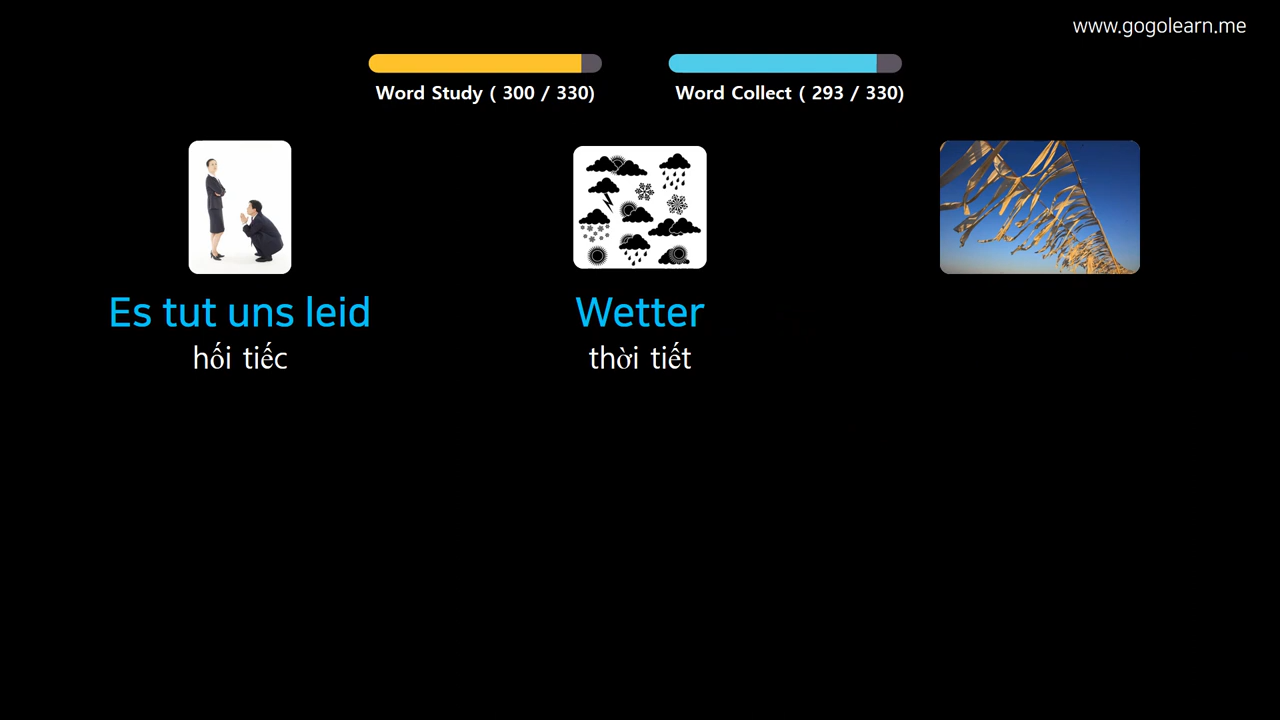 www.gogolearn.me
Word Study ( 300 / 330)
Word Collect ( 293 / 330)
Es tut uns leid
hối tiếc
Wetter
thời tiết